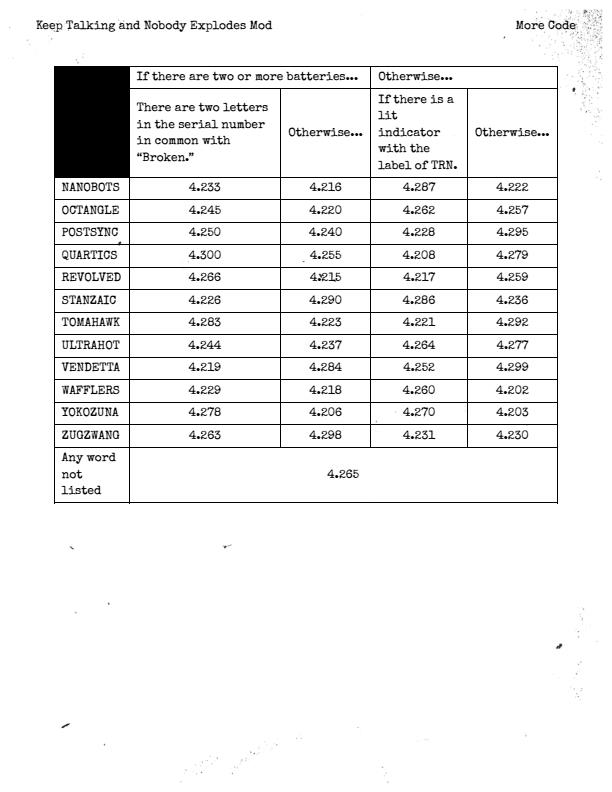 Keep Talking and Nobody Explodes Mod More Code
If there are two or more batteries... Otherwise...
There are two letters
in the serial number
in common with
“Broken.”
Otherwise...
If there is a
lit
indicator
with the
label of TRN.
Otherwise...
NANOBOTS 4.233 4.216 4.287 4.222
OCTANGLE 4.245 4.220 4.262 4.257
POSTSYNC 4.250 4.240 4.228 4.295
QUARTICS 4.300 4.255 4.208 4.279
REVOLVED 4.266 4.215 4.217 4.259
STANZAIC 4.226 4.290 4.286 4.236
TOMAHAWK 4.283 4.223 4.221 4.292
ULTRAHOT 4.244 4.237 4.264 4.277
VENDETTA 4.219 4.284 4.252 4.299
WAFFLERS 4.229 4.218 4.260 4.202
YOKOZUNA 4.278 4.206 4.270 4.203
ZUGZWANG 4.263 4.298 4.231 4.230
Any word
not
listed
4.265